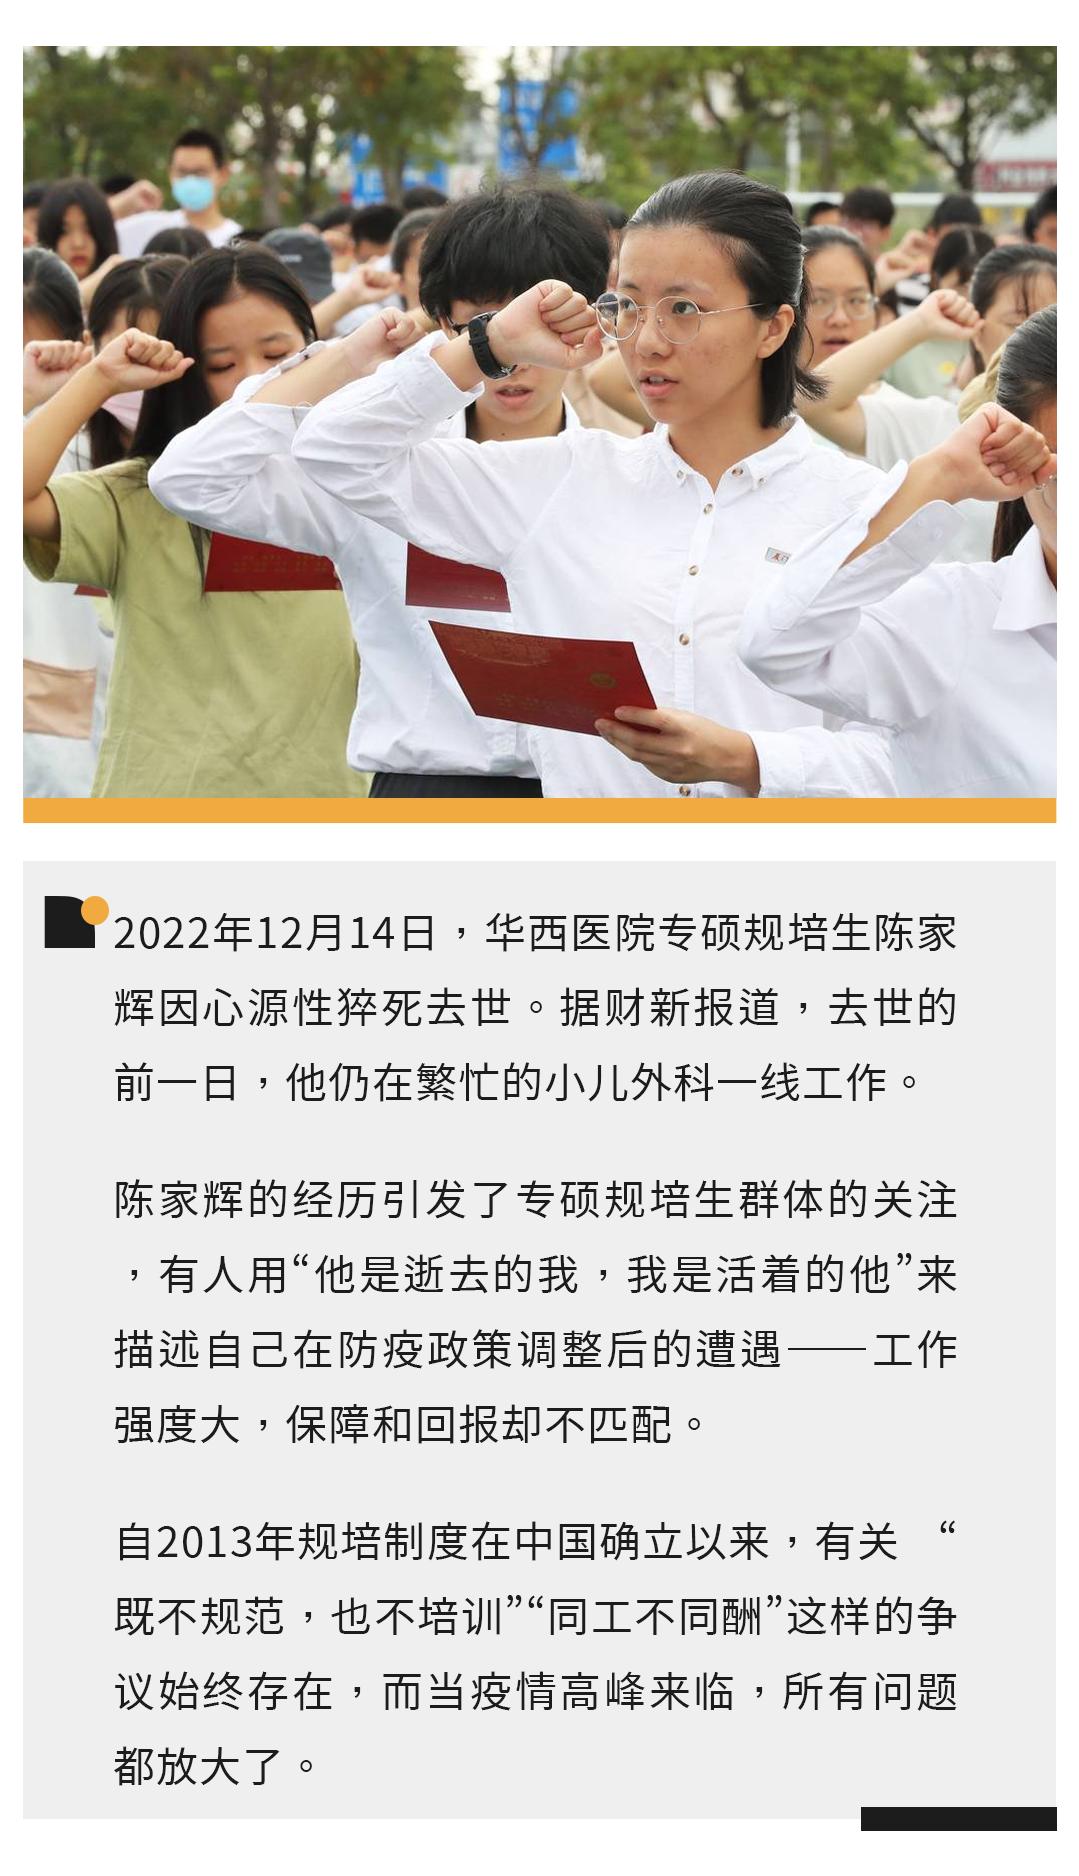 2022年12月14日，华西医院专硕规培生陈家
辉因心源性猝死去世。据财新报道，去世的
前一日，他仍在繁忙的小儿外科一线工作。
陈家辉的经历引发了专硕规培生群体的关注
，有人用“他是逝去的我，我是活着的他”来
描述自己在防疫政策调整后的遭遇——工作
强度大，保障和回报却不匹配。
自2013年规培制度在中国确立以来，有关 “
既不规范，也不培训”“同工不同酬”这样的争
议始终存在，而当疫情高峰来临，所有问题
都放大了。